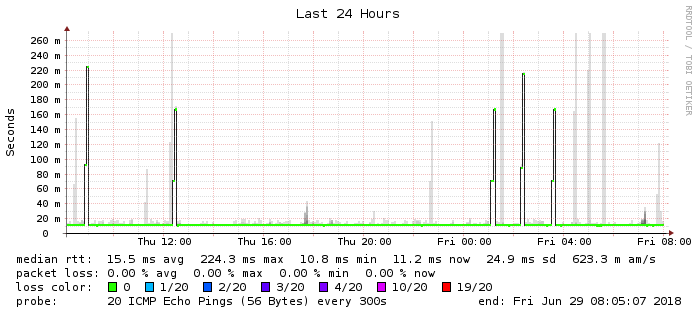 Last 24 Hours
RRDTOOL / TOBI OETIKER
Seconds
260 m
240 m
220 m
200 m
180 m
160 m
140 m
120 m
100 m
80 m
60 m
40 m
20 m
0
Thu 12:00 Thu 16:00 Thu 20:00 Fri 00:00 Fri 04:00 Fri 08:00
median rtt: 15.5 ms avg 224.3 ms max 10.8 ms min 11.2 ms now 24.9 ms sd 623.3 m am/s
packet loss: 0.00 % avg 0.00 % max 0.00 % min 0.00 % now
loss color: 0 1/20 2/20 3/20 4/20 10/20 19/20
probe: 20 ICMP Echo Pings (56 Bytes) every 300s end: Fri Jun 29 08:05:07 2018